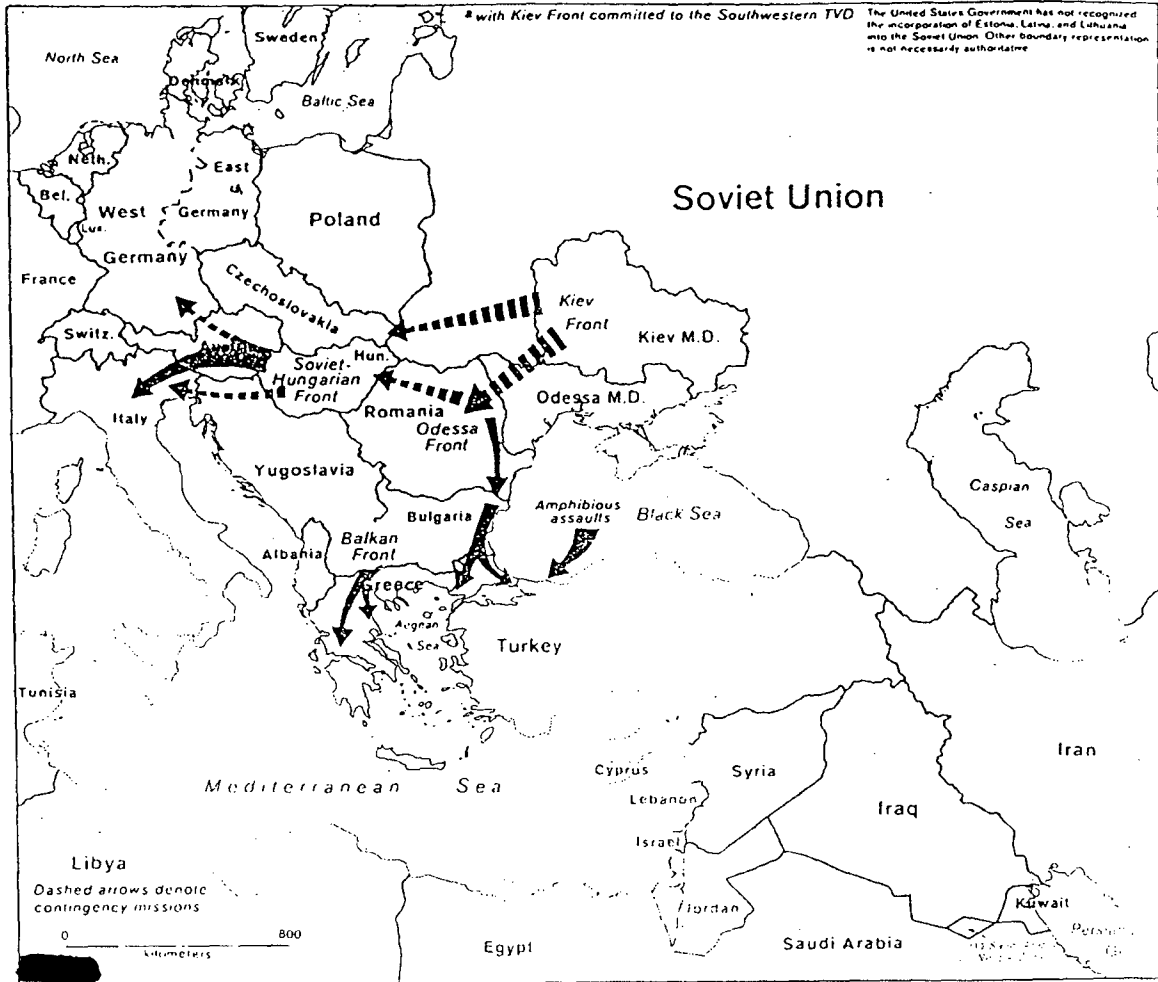 a with Kiev Front committed to the Southwestern TVD
The United States Government has not recognized
the incorporation of Estonia, Latvia, and Lithuania
into the Soviet Union. Other boundary representation
is not necessarily authoritative
Sweden
North Sea
Denmark
Baltic Sea
Neth.
East
Germany
Bel.
West
Germany
Lux.
Poland
Soviet Union
France
Czechoslovakia
Kiev
Front
Kiev M.D.
Switz.
Austria
Hun.
Soviet-
Hungarian
Front
Odessa M.D.
Italy
Romania
Odessa
Front
Yugoslavia
Caspian
Sea
Bulgaria
Amphibious
assaults
Black Sea
Albania
Balkan
Front
Greece
Aegean
Sea
Turkey
Tunisia
Iran
Cyprus
Syria
Mediterranean Sea
Lebanon
Iraq
Israel
Libya
Dashed arrows denote
contingency missions
Jordan
Kuwait
0 800
kilometers
Egypt
Saudi Arabia